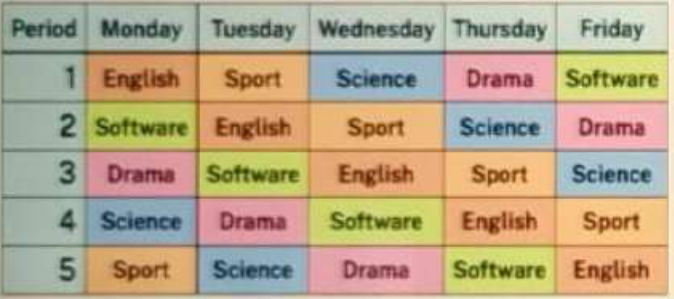 Period Monday Tuesday Wednesday Thursday Friday
1 English Sport Science Drama Software
2 Software English Sport Science Drama
3 Drama Software English Sport Science
4 Science Drama Software English Sport
5 Sport Science Drama Software English